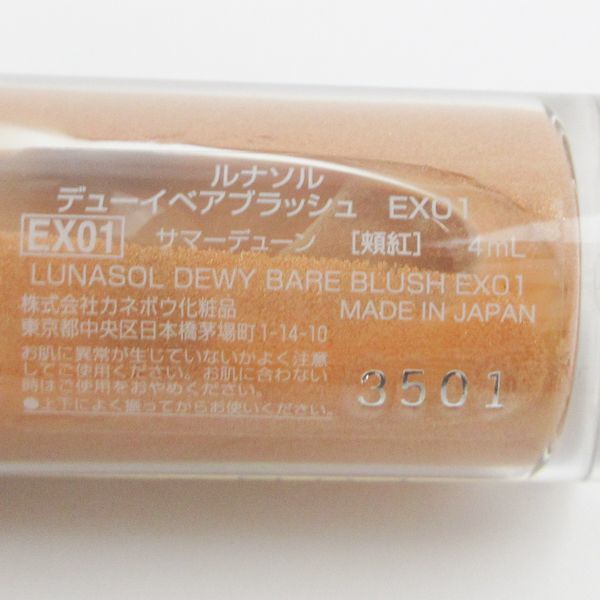 ルナソル
デューイベアブラッシュ EX01
EX01 サマーデューン [頬紅] 4mL
LUNASOL DEWY BARE BLUSH EX01
株式会社カネボウ化粧品 MADE IN JAPAN
東京都中央区日本橋茅場町1-14-10
お肌に異常が生じていないかよく注意
してご使用ください。お肌に合わない
時はご使用をおやめください。
●上下によく振ってからお使いください。
3501